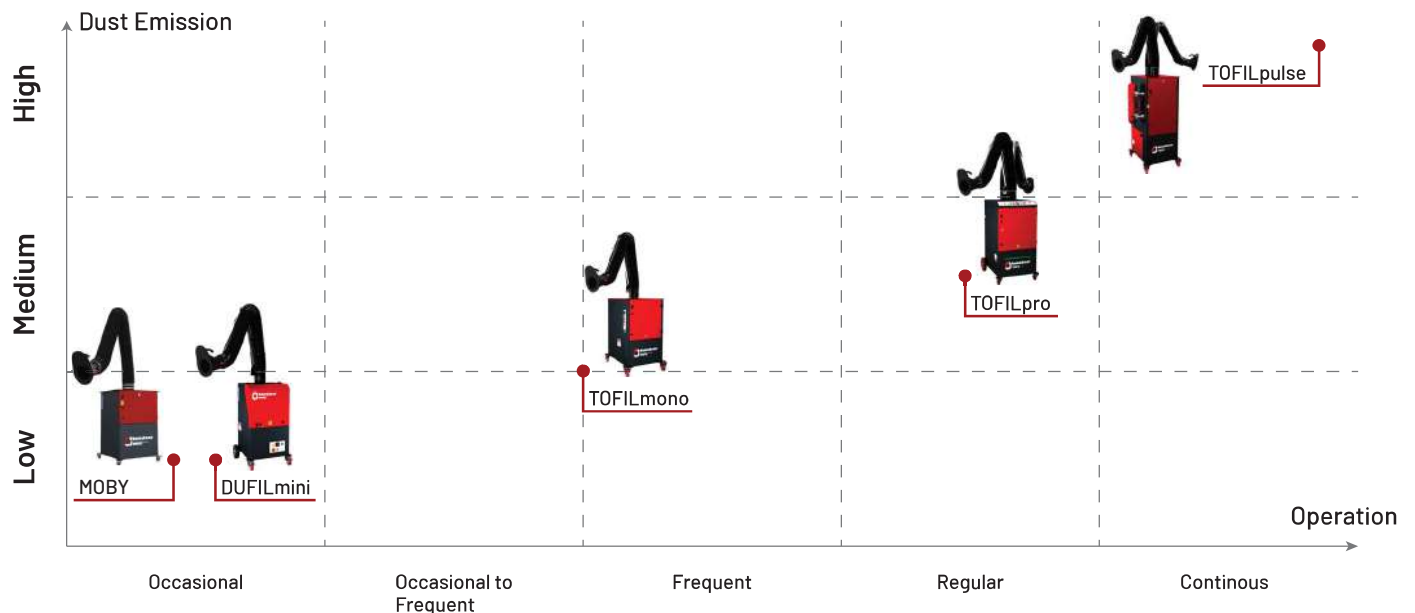 Dust Emission
High
TOFILpulse
Medium
TOFILpro
TOFILmono
Low
MOBY
DUFILmini
Operation
Occasional
Occasional to
Frequent
Frequent
Regular
Continous